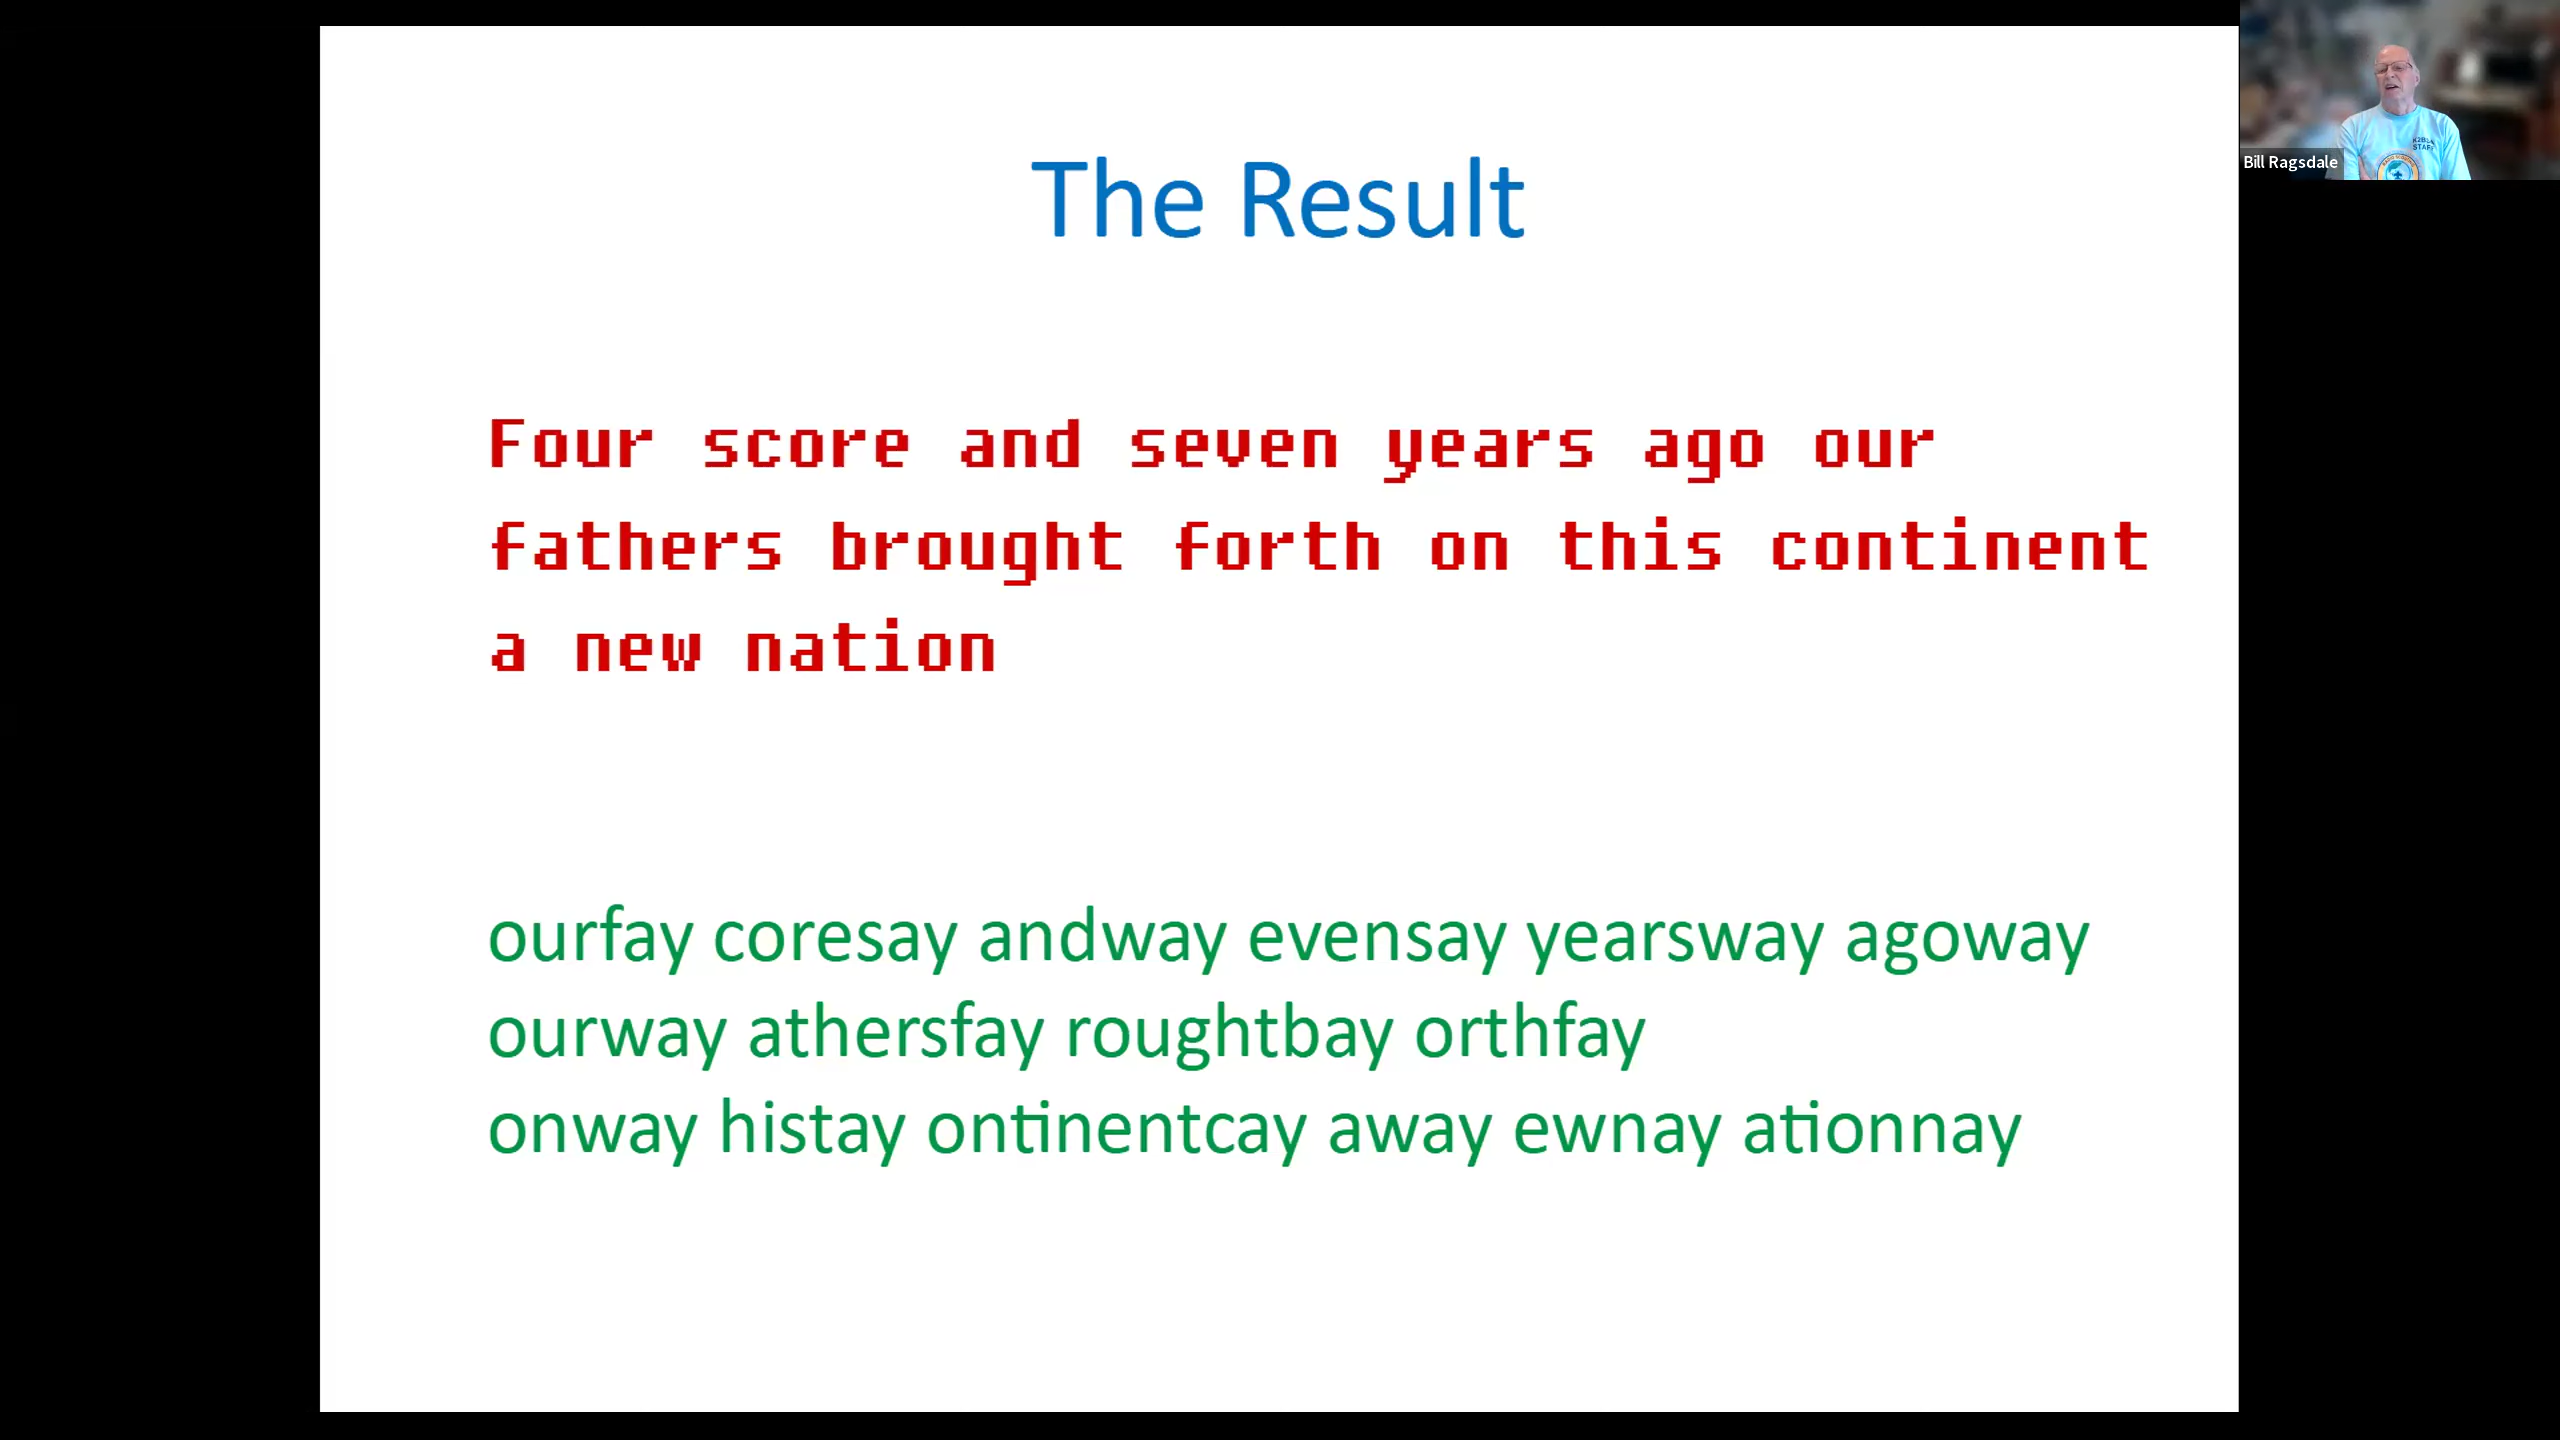 The Result
Four score and seven years ago our
fathers brought forth on this continent
a new nation
ourfay coresay andway evensay yearsway agoway
ourway athersfay roughtbay orthfay
onway histay ontinentcay away ewnay ationnay
Bill Ragsdale
STAFF